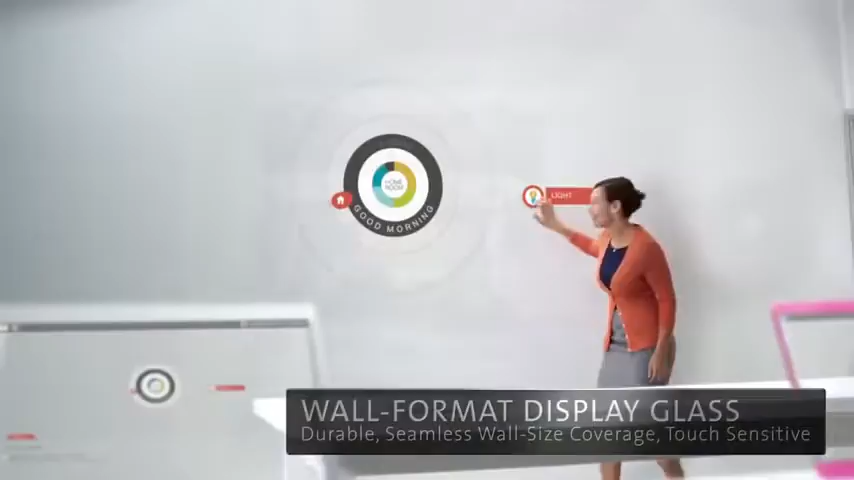 HOME
ROOM
GOOD MORNING
LIGHT
WALL-FORMAT DISPLAY GLASS
Durable, Seamless Wall-Size Coverage, Touch Sensitive